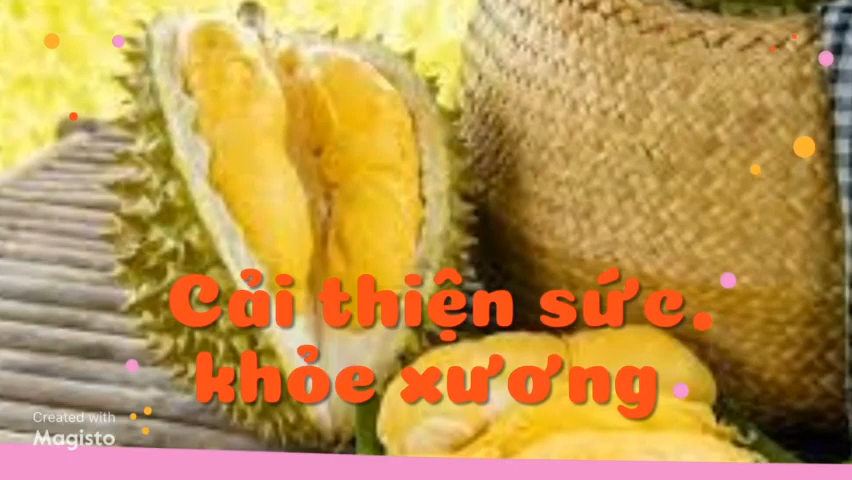 Cải thiện sức
khỏe xương
Created with
Magisto